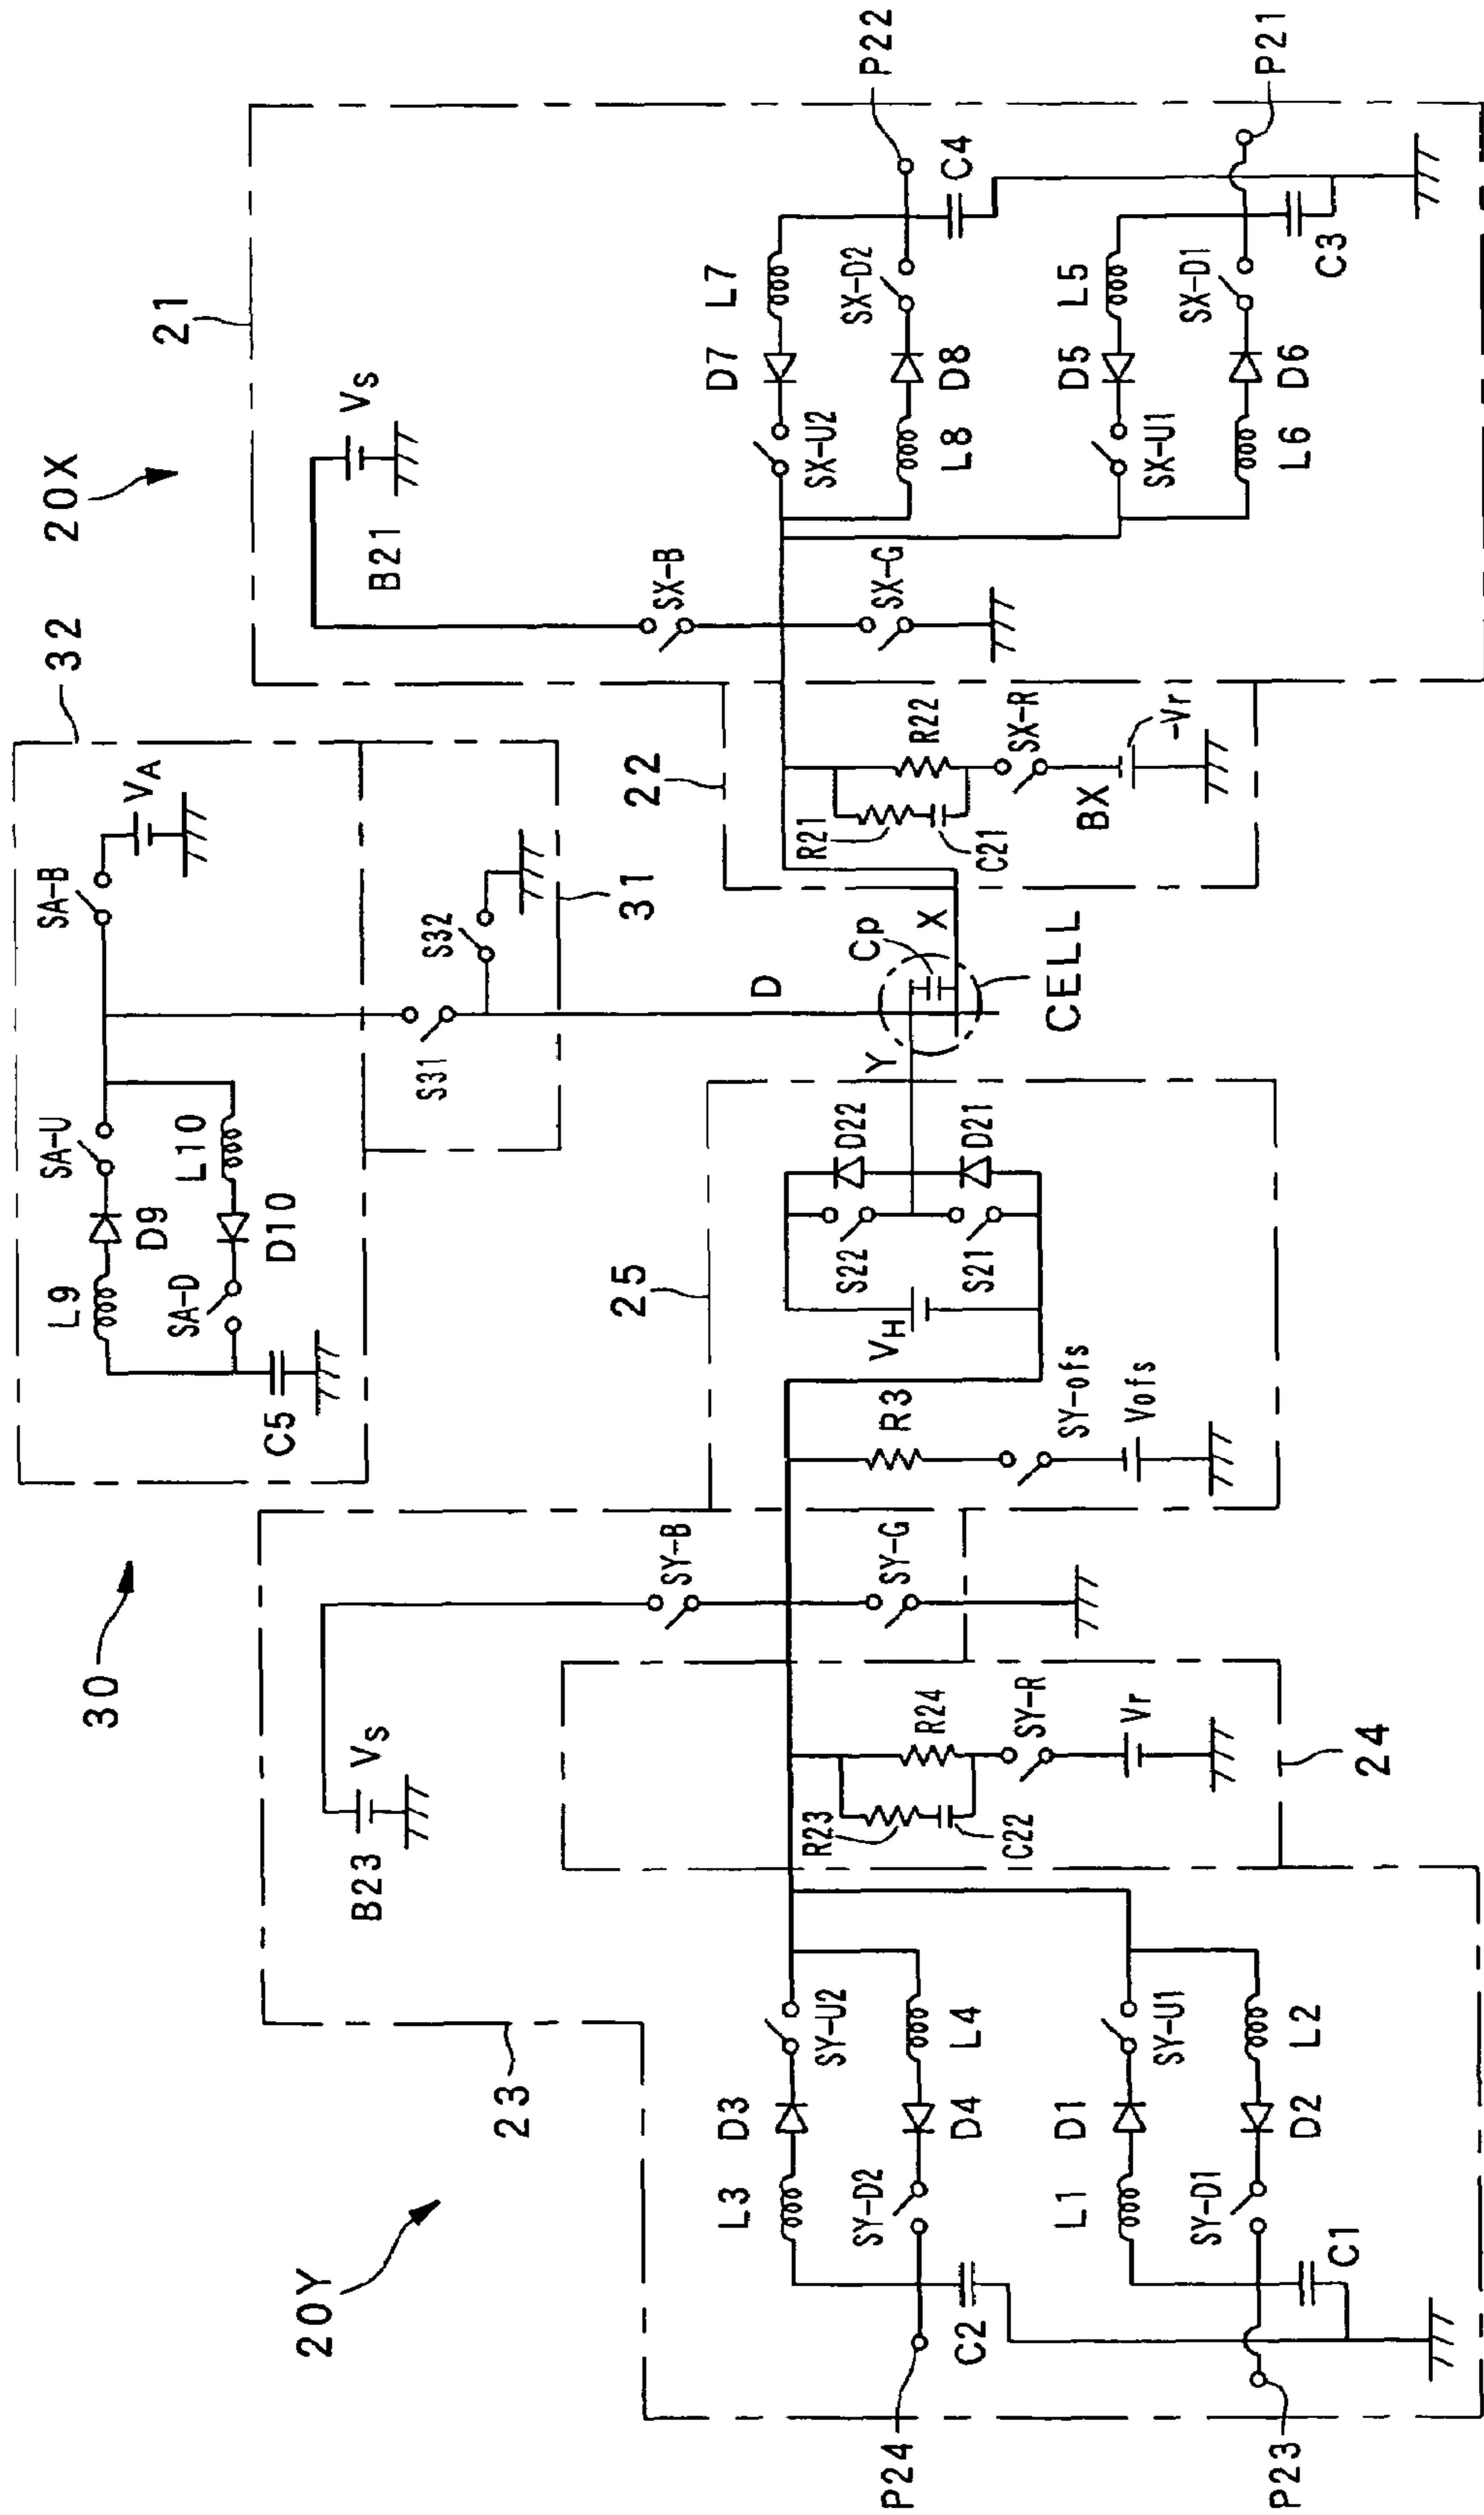 30
32
20X
21
SA-U
SA-B
L9
D9
L10
VA
SA-D
D10
C5
20Y
23
B23
Vs
B21
Vs
S31
S32
31
SY-B
25
22
SX-B
D
L3
D3
SY-U2
D7
L7
P22
R23
R24
R3
VH
S22
D22
Y
Cp
R21
R22
SX-G
SX-U2
SX-D2
P24
SY-D2
D4
L4
SY-G
S21
D21
X
C21
L8
D8
C4
C2
C22
SY-R
SY-ofs
CELL
SX-R
L1
D1
SY-U1
Vr
Vofs
BX
-Vr
D5
L5
SX-U1
SX-D1
SY-D1
D2
L2
L6
D6
P21
P23
C1
24
C3